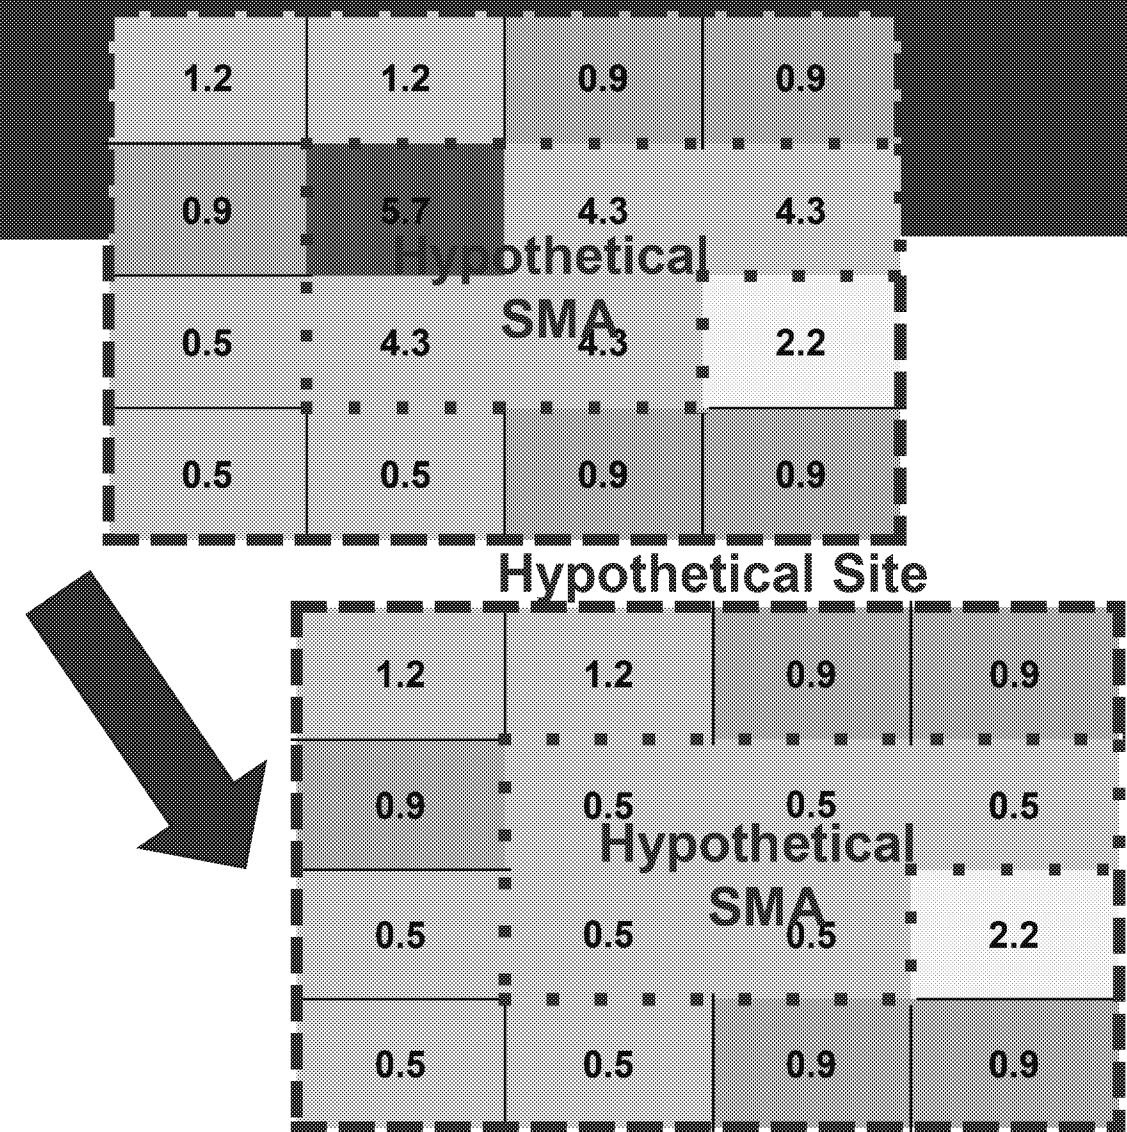 1.2 1.2 0.9 0.9
0.9 5.7 4.3 4.3
Hypothetical
SMA
0.5 4.3 4.3 2.2
0.5 0.5 0.9 0.9
Hypothetical Site
1.2 1.2 0.9 0.9
0.9 0.5 0.5 0.5
Hypothetical
SMA
0.5 0.5 0.5 2.2
0.5 0.5 0.9 0.9